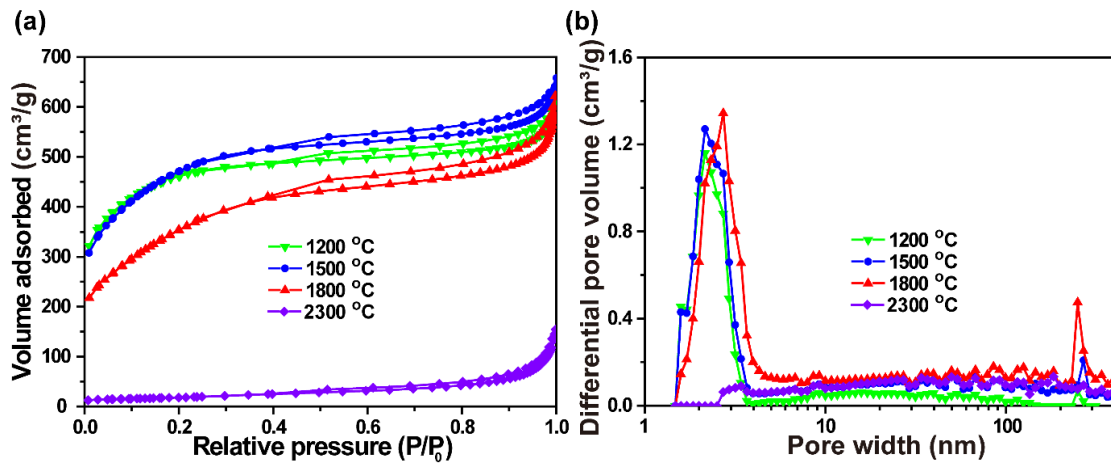 (a)
Volume adsorbed (cm³/g)
700
600
500
400
300
200
100
0
0.0
0.2
0.4
0.6
0.8
1.0
Relative pressure (P/P₀)
1200 °C
1500 °C
1800 °C
2300 °C
(b)
Differential pore volume (cm³/g)
1.6
1.2
0.8
0.4
0.0
1
10
100
Pore width (nm)
1200 °C
1500 °C
1800 °C
2300 °C